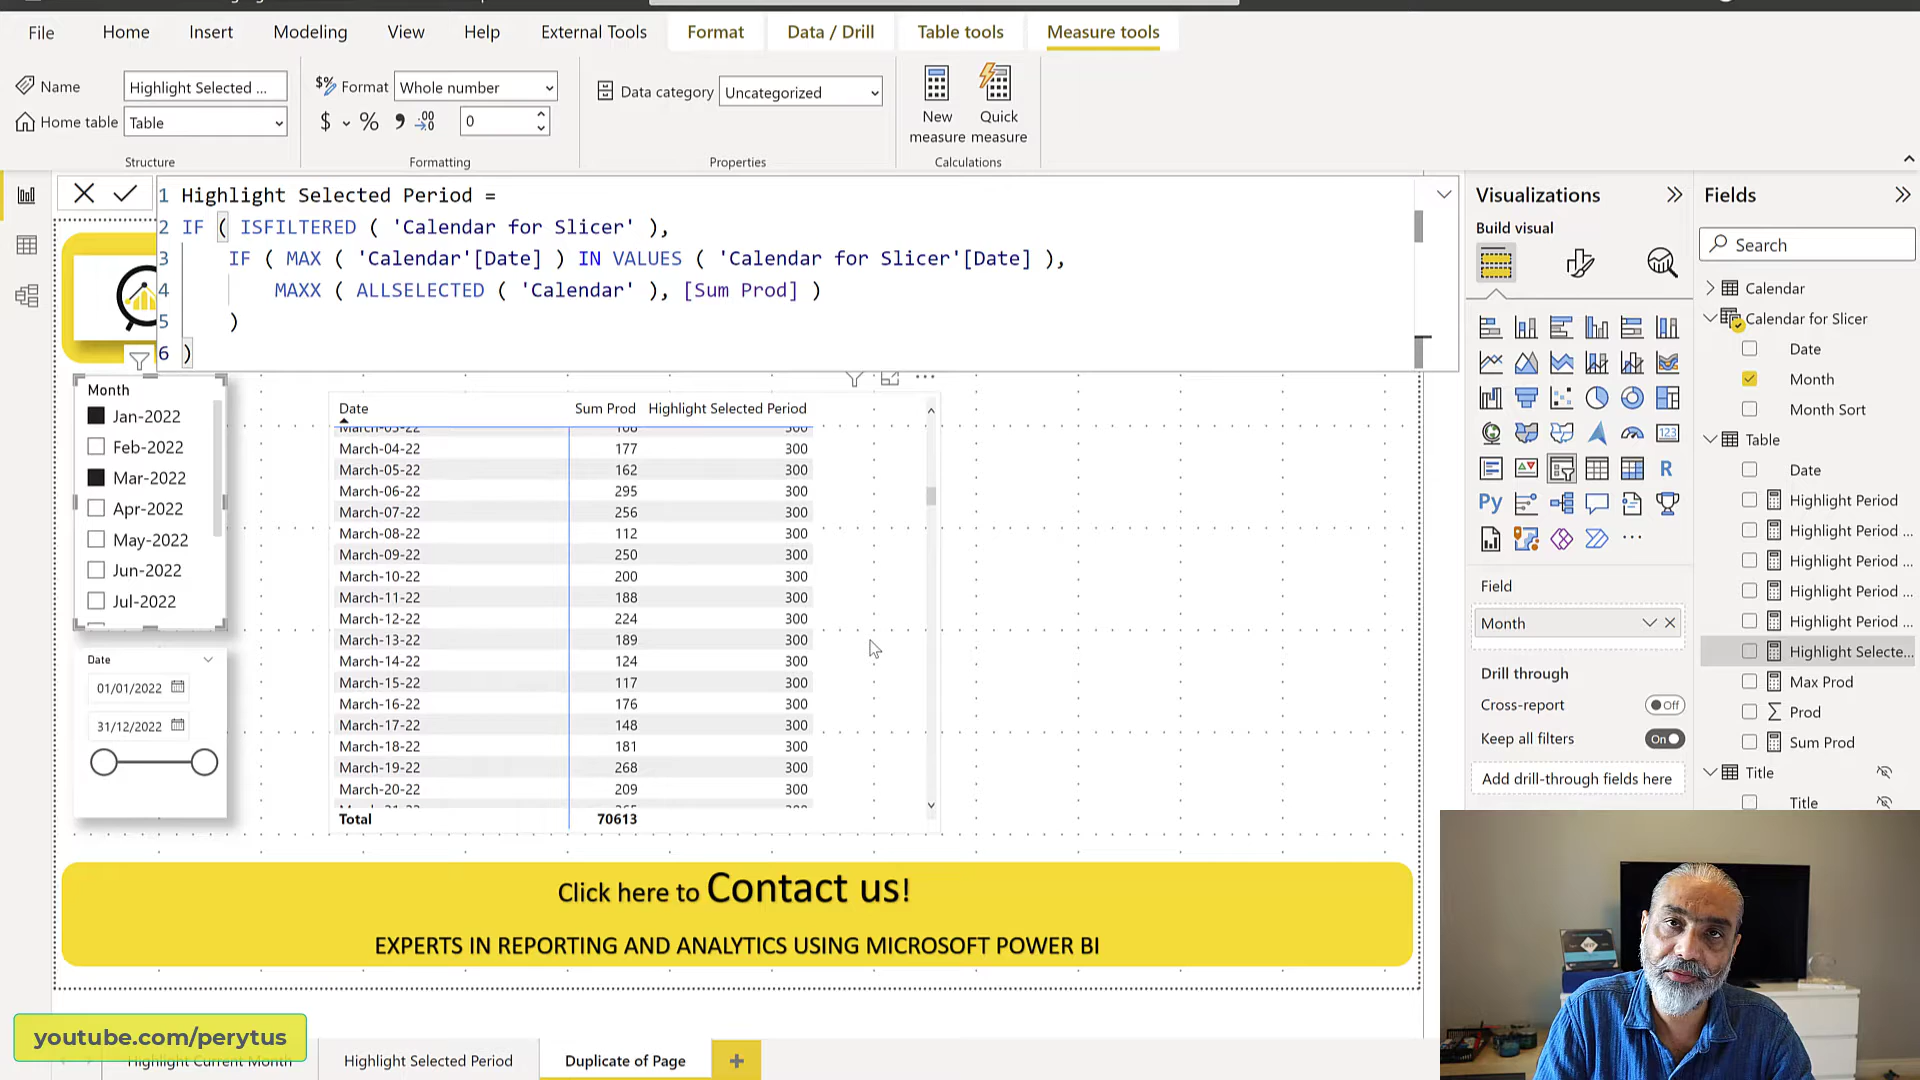 File Home Insert Modeling View Help External Tools Format Data / Drill Table tools Measure tools
Name Highlight Selected ...
Home table Table
Structure
Format Whole number
$ % 0
Formatting
Data category Uncategorized
Properties
New measure
Quick measure
Calculations
1 Highlight Selected Period =
2 IF ( ISFILTERED ( 'Calendar for Slicer' ),
3 IF ( MAX ( 'Calendar'[Date] ) IN VALUES ( 'Calendar for Slicer'[Date] ),
4 MAXX ( ALLSELECTED ( 'Calendar' ), [Sum Prod] )
5 )
6 )
Month
Jan-2022
Feb-2022
Mar-2022
Apr-2022
May-2022
Jun-2022
Jul-2022
Date
01/01/2022
31/12/2022
Date Sum Prod Highlight Selected Period
March-04-22 177 300
March-05-22 162 300
March-06-22 295 300
March-07-22 256 300
March-08-22 112 300
March-09-22 250 300
March-10-22 200 300
March-11-22 188 300
March-12-22 224 300
March-13-22 189 300
March-14-22 124 300
March-15-22 117 300
March-16-22 176 300
March-17-22 148 300
March-18-22 181 300
March-19-22 268 300
March-20-22 209 300
Total 70613
Click here to Contact us!
EXPERTS IN REPORTING AND ANALYTICS USING MICROSOFT POWER BI
youtube.com/perytus
Highlight Current Month Highlight Selected Period Duplicate of Page +
Visualizations
Build visual
123
R
Py
Field
Month
Drill through
Cross-report Off
Keep all filters On
Add drill-through fields here
Fields
Search
Calendar
Calendar for Slicer
Date
Month
Month Sort
Table
Date
Highlight Period
Highlight Period ...
Highlight Period ...
Highlight Period ...
Highlight Period ...
Highlight Selecte...
Max Prod
Prod
Sum Prod
Title
Title